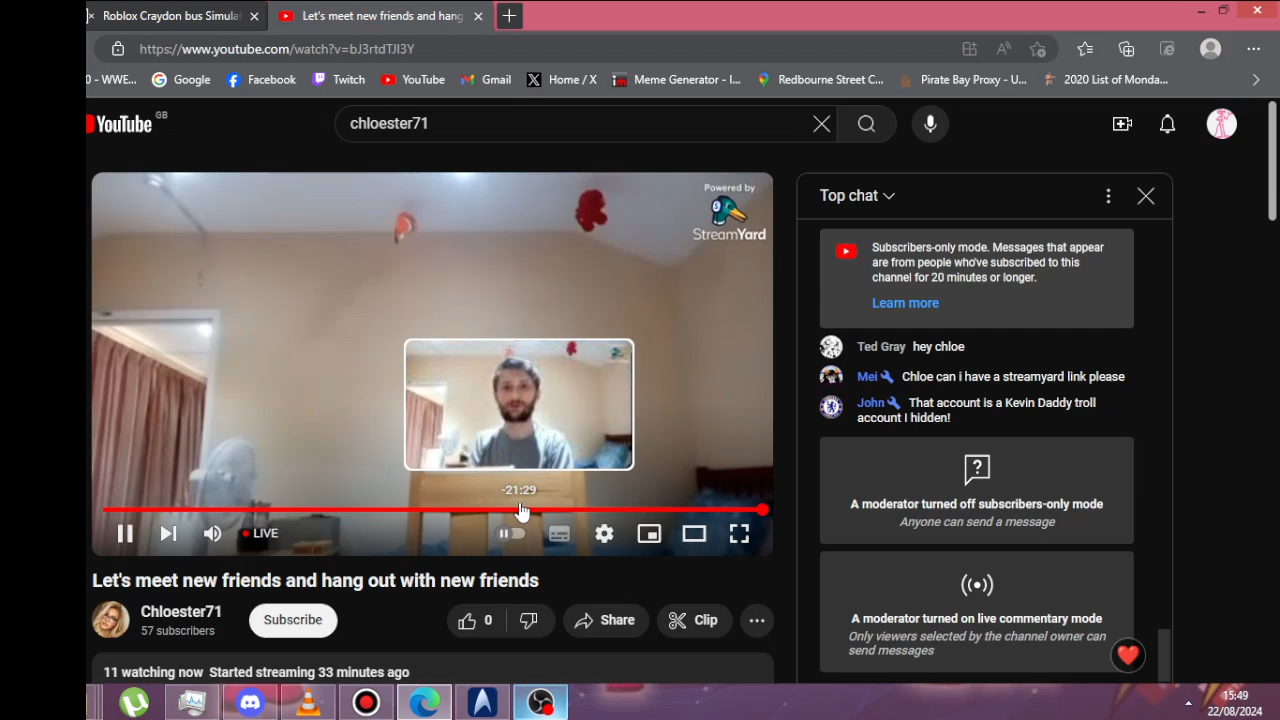 Roblox Craydon bus Simulat
Let's meet new friends and hang
https://www.youtube.com/watch?v=bJ3rtdTJI3Y
0 - WWE...
Google
Facebook
Twitch
YouTube
Gmail
Home / X
Meme Generator - I...
Redbourne Street C...
Pirate Bay Proxy - U...
2020 List of Monda...
YouTube GB
chloester71
Powered by
StreamYard
-21:29
LIVE
Let's meet new friends and hang out with new friends
Chloester71
57 subscribers
Subscribe
0
Share
Clip
11 watching now Started streaming 33 minutes ago
Top chat
Subscribers-only mode. Messages that appear
are from people who've subscribed to this
channel for 20 minutes or longer.
Learn more
Ted Gray hey chloe
Mei Chloe can i have a streamyard link please
John That account is a Kevin Daddy troll
account I hidden!
A moderator turned off subscribers-only mode
Anyone can send a message
A moderator turned on live commentary mode
Only viewers selected by the channel owner can
send messages
15:49
22/08/2024